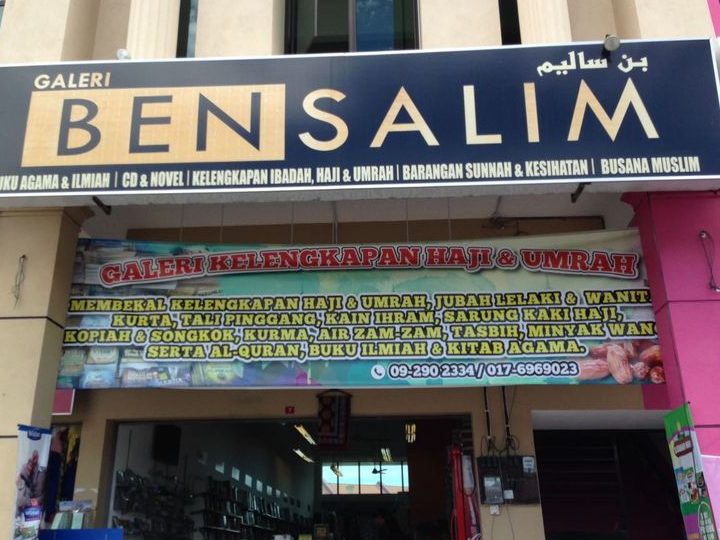 GALERI
بن ساليم
BENSALIM
UKU AGAMA & ILMIAH | CD & NOVEL | KELENGKAPAN IBADAH, HAJI & UMRAH | BARANGAN SUNNAH & KESIHATAN | BUSANA MUSLIM
GALERI KELENGKAPAN HAJI & UMRAH
MEMBEKAL KELENGKAPAN HAJI & UMRAH, JUBAH LELAKI & WANIT
KURTA, TALI PINGGANG, KAIN IHRAM, SARUNG KAKI HAJI,
KOPIAH & SONGKOK, KURMA, AIR ZAM-ZAM, TASBIH, MINYAK WANG
SERTA AL-QURAN, BUKU ILMIAH & KITAB AGAMA.
09-290 2334 / 017-6969023